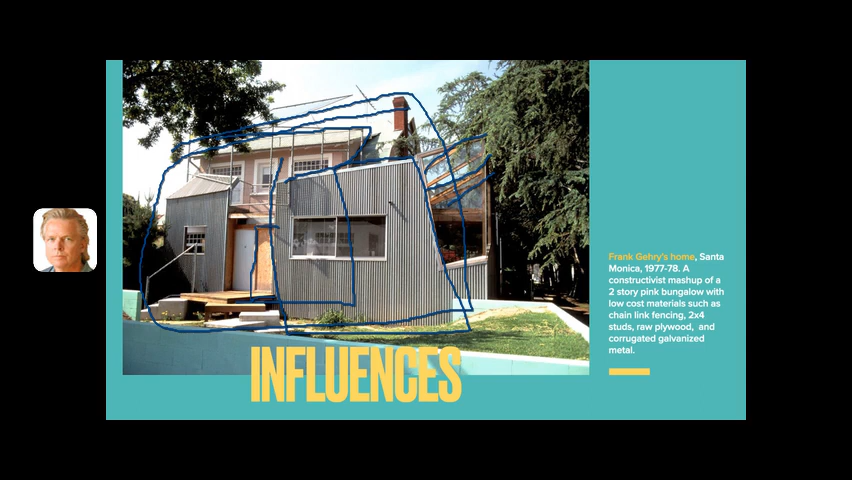 Frank Gehry's home, Santa
Monica, 1977-78. A
constructivist mashup of a
2 story pink bungalow with
low cost materials such as
chain link fencing, 2x4
studs, raw plywood, and
corrugated galvanized
metal.
INFLUENCES